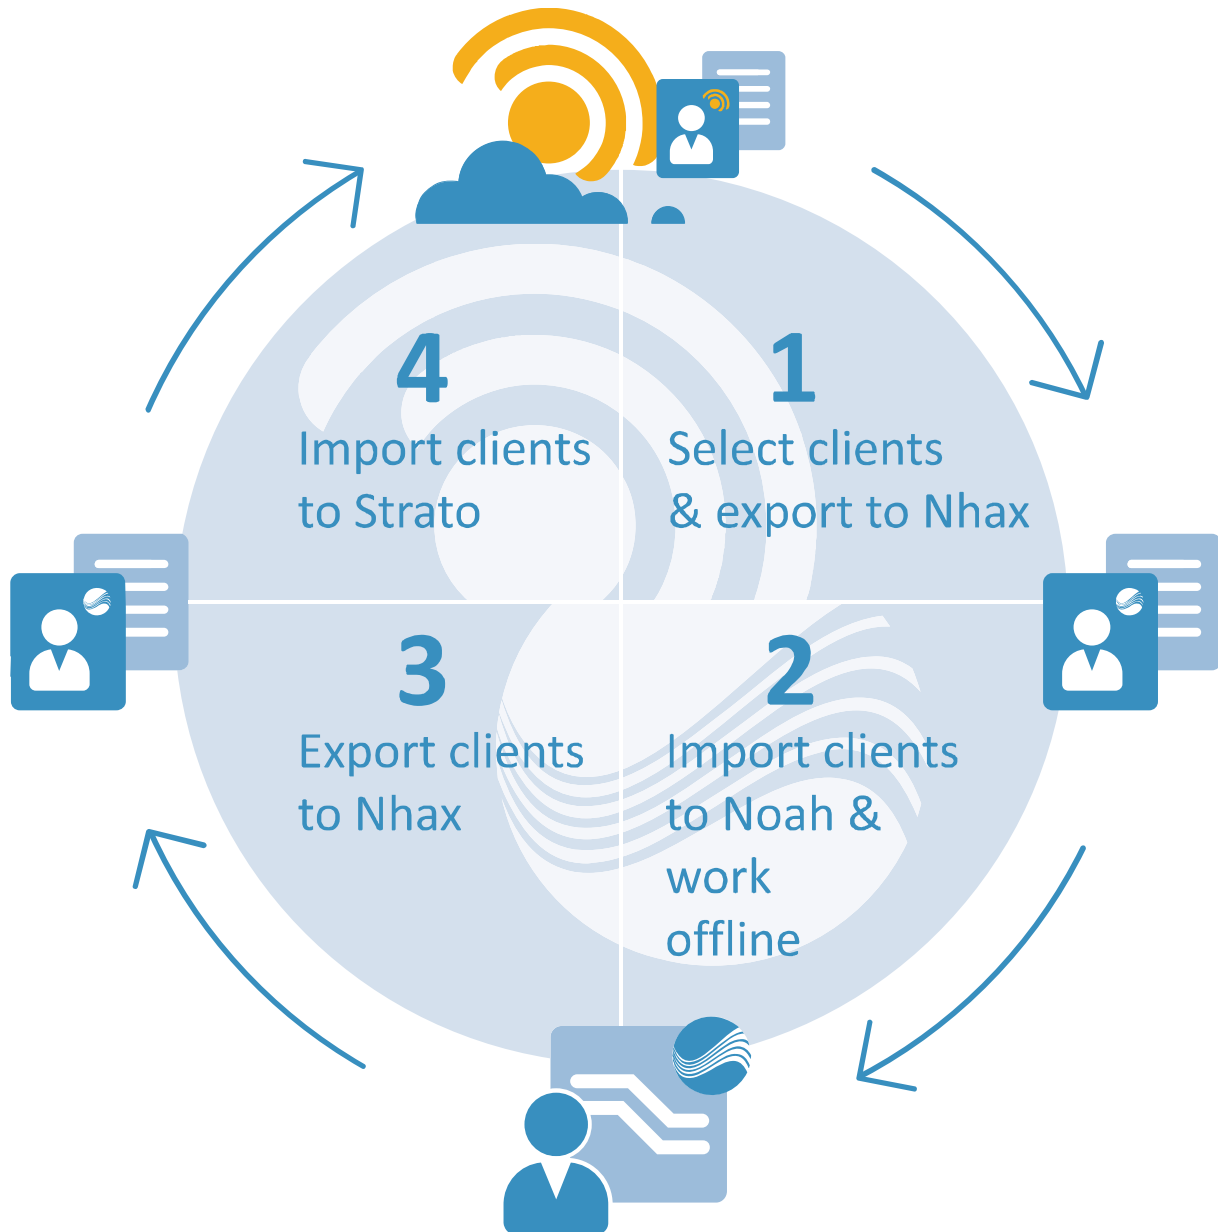 1
Select clients
& export to Nhax
2
Import clients
to Noah &
work
offline
3
Export clients
to Nhax
4
Import clients
to Strato